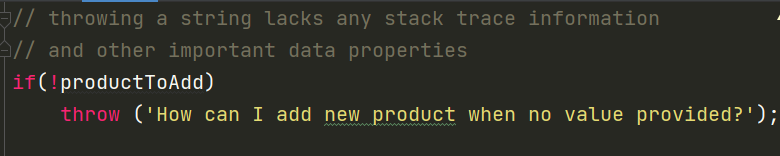 // throwing a string lacks any stack trace information
// and other important data properties
if(!productToAdd)
throw ('How can I add new product when no value provided?');